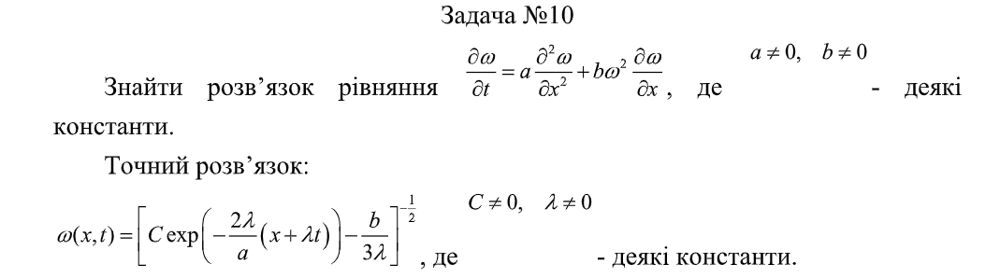 Задача №10
Знайти розв’язок рівняння $\frac{\partial \omega}{\partial t} = a \frac{\partial^2 \omega}{\partial x^2} + b\omega^2 \frac{\partial \omega}{\partial x}$, де $a \neq 0, \quad b \neq 0$ - деякі
константи.
Точний розв’язок:
$\omega(x,t) = \left[ C \exp\left( -\frac{2\lambda}{a}(x + \lambda t) \right) - \frac{b}{3\lambda} \right]^{-\frac{1}{2}}$, де $C \neq 0, \quad \lambda \neq 0$ - деякі константи.